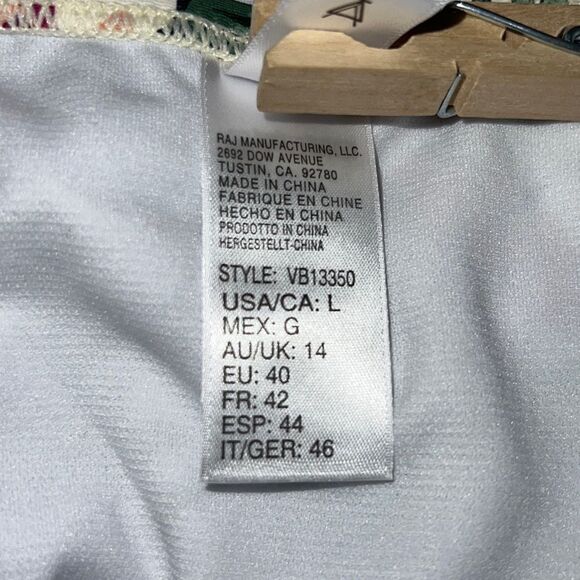 RAJ MANUFACTURING, LLC.
2692 DOW AVENUE
TUSTIN, CA. 92780
MADE IN CHINA
FABRIQUE EN CHINE
HECHO EN CHINA
PRODOTTO IN CHINA
HERGESTELLT-CHINA
STYLE: VB13350
USA/CA: L
MEX: G
AU/UK: 14
EU: 40
FR: 42
ESP: 44
IT/GER: 46